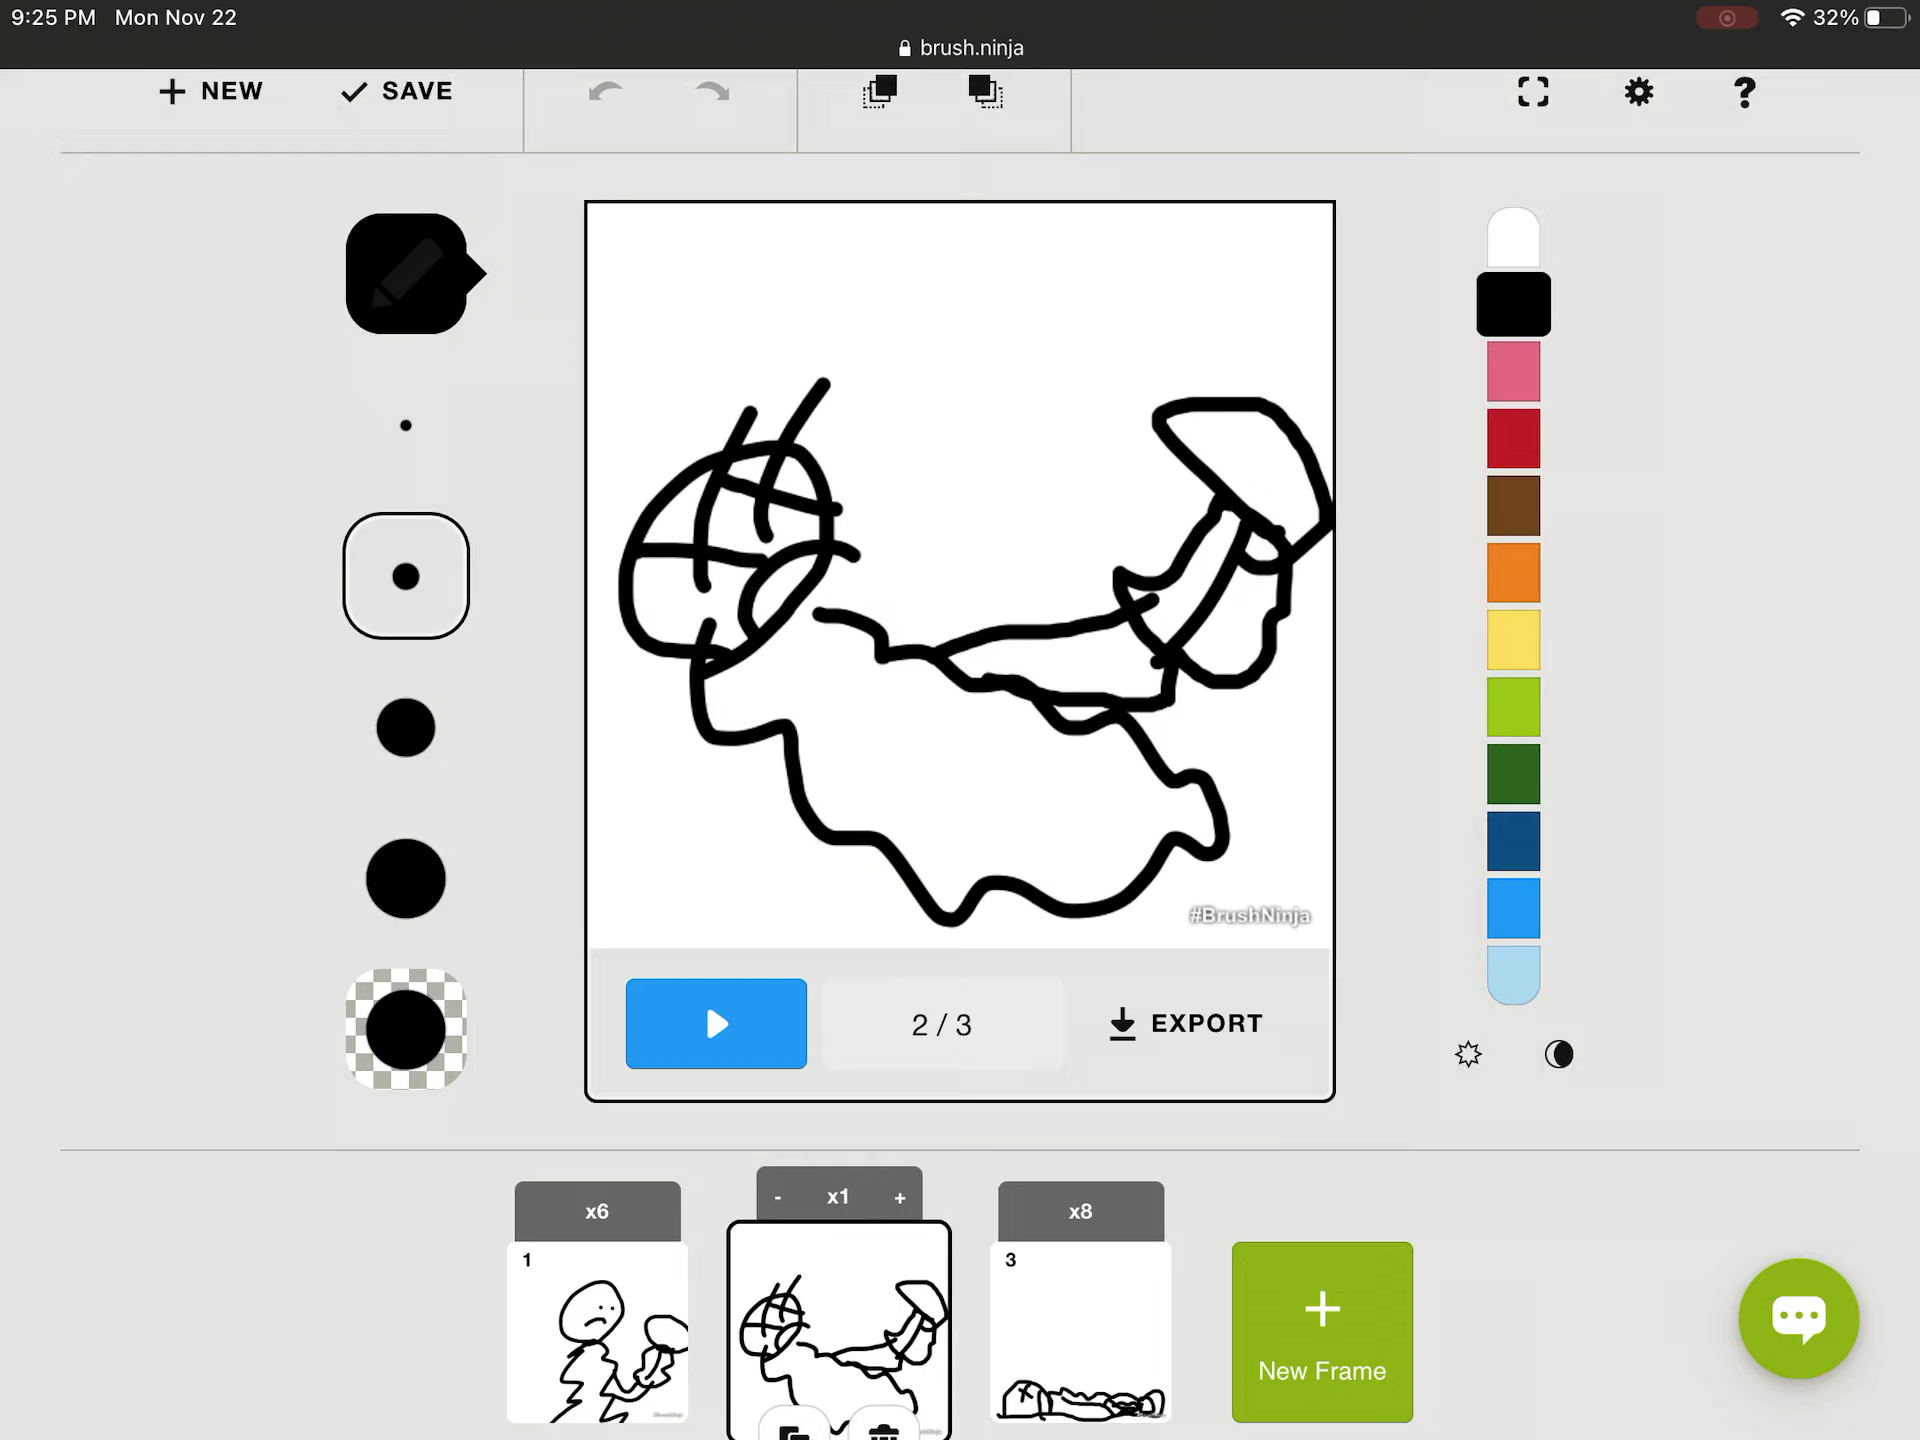 9:25 PM Mon Nov 22
32%
brush.ninja
+ NEW
SAVE
?
#BrushNinja
2 / 3
EXPORT
x6
- x1 +
x8
1
3
+
New Frame